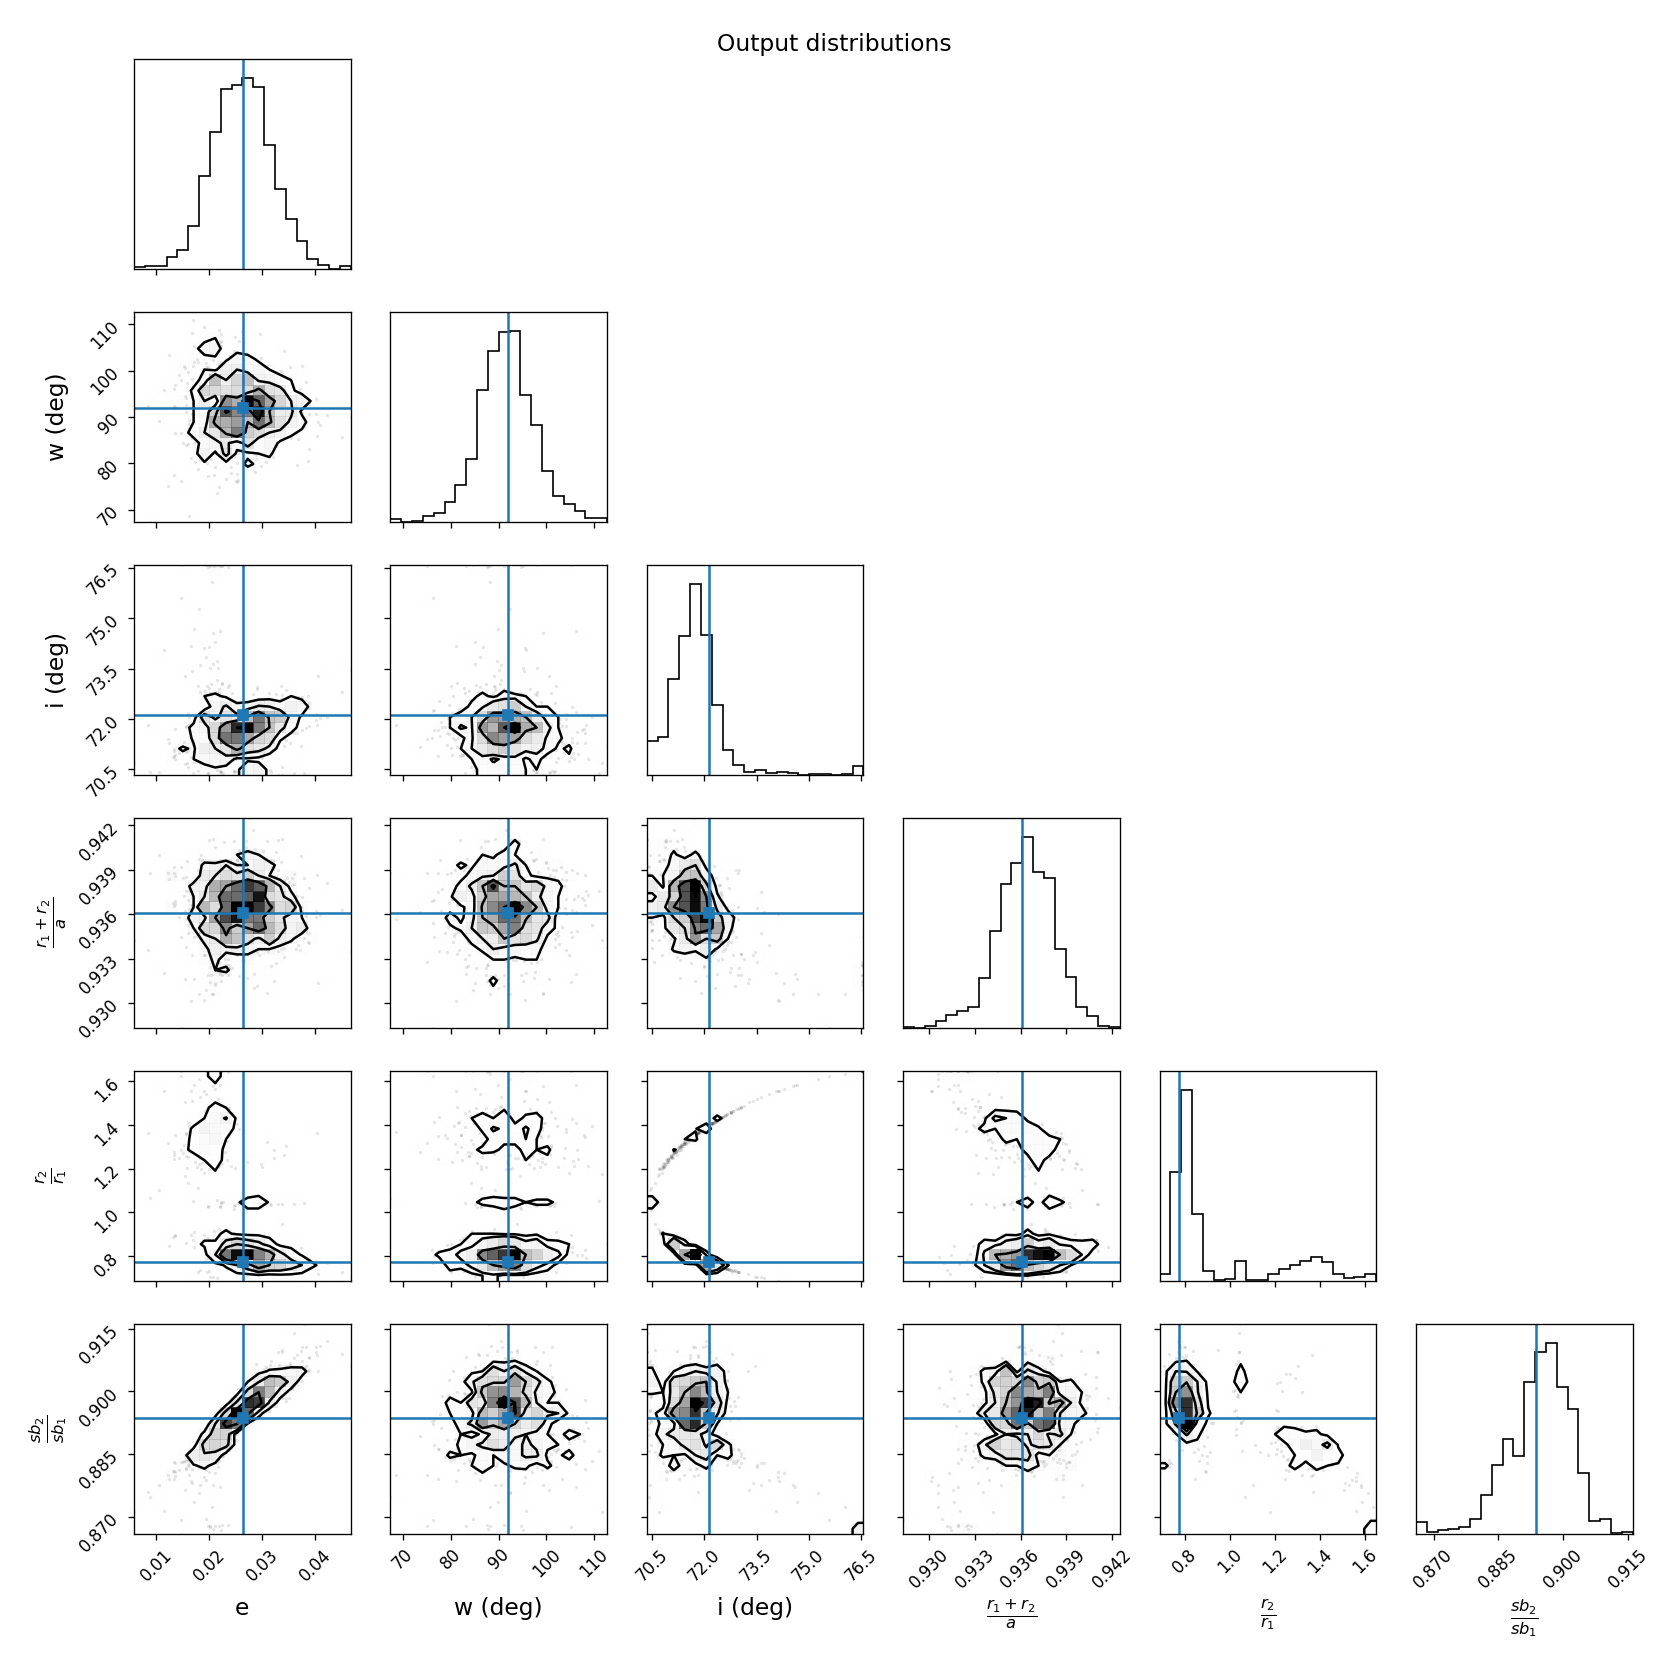 Output distributions
w (deg)
110
100
90
80
70
i (deg)
76.5
75.0
73.5
72.0
70.5
r₁ + r₂
a
0.942
0.939
0.936
0.933
0.930
r₂
r₁
1.6
1.4
1.2
1.0
0.8
sb₂
sb₁
0.915
0.900
0.885
0.870
0.01 0.02 0.03 0.04 70 80 90 100 110 70.5 72.0 73.5 75.0 76.5 0.930 0.933 0.936 0.939 0.942 0.8 1.0 1.2 1.4 1.6 0.870 0.885 0.900 0.915
e w (deg) i (deg) r₁ + r₂ r₂ sb₂
a r₁ sb₁